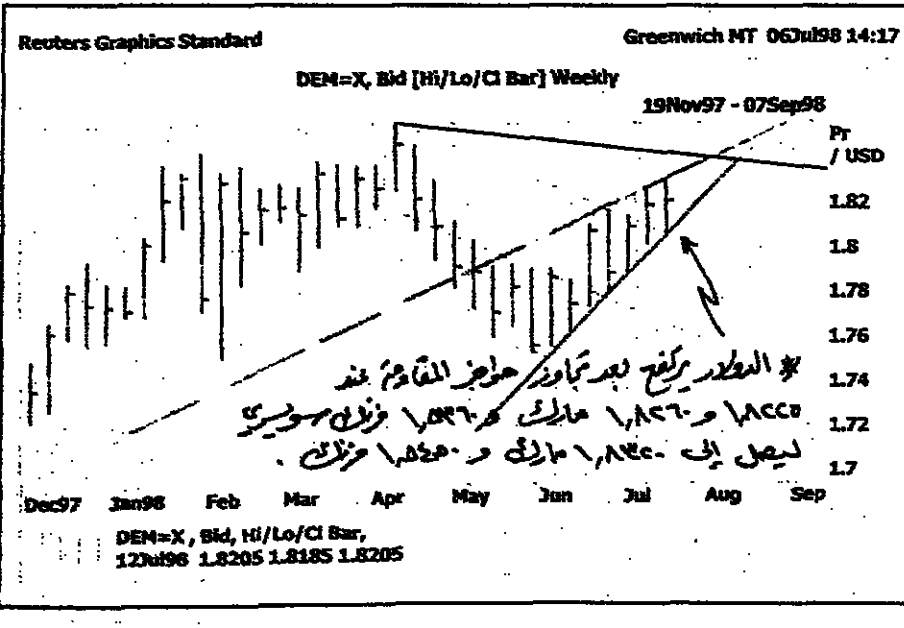 Reuters Graphics Standard
Greenwich MT 06Jul98 14:17
DEM=X, Bid [Hi/Lo/Cl Bar] Weekly
19Nov97 - 07Sep98
Pr
/ USD
1.82
1.8
1.78
1.76
1.74
1.72
1.7
* الدولار يرتفع بعد تجاوز حواجز المقاومة عند
١,٨٢٢٥ و ١,٨٢٦٠ مارك و ١,٥٣٦٠ فرنك سويسري
ليصل إلى ١,٨٣٢٠ مارك و ١,٥٤٥٠ فرنك .
Dec97 Jan98 Feb Mar Apr May Jun Jul Aug Sep
DEM=X , Bid, Hi/Lo/Cl Bar,
12Jul98 1.8205 1.8185 1.8205